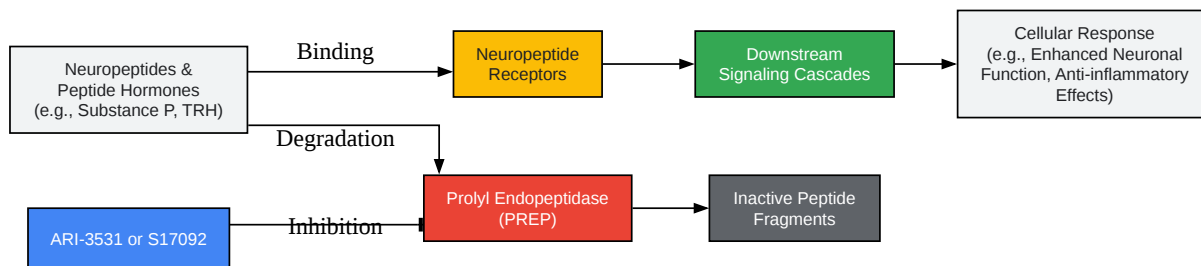 Neuropeptides &
Peptide Hormones
(e.g., Substance P, TRH)
Binding
Neuropeptide
Receptors
Downstream
Signaling Cascades
Cellular Response
(e.g., Enhanced Neuronal
Function, Anti-inflammatory
Effects)
Degradation
Prolyl Endopeptidase
(PREP)
Inactive Peptide
Fragments
ARI-3531 or S17092
Inhibition